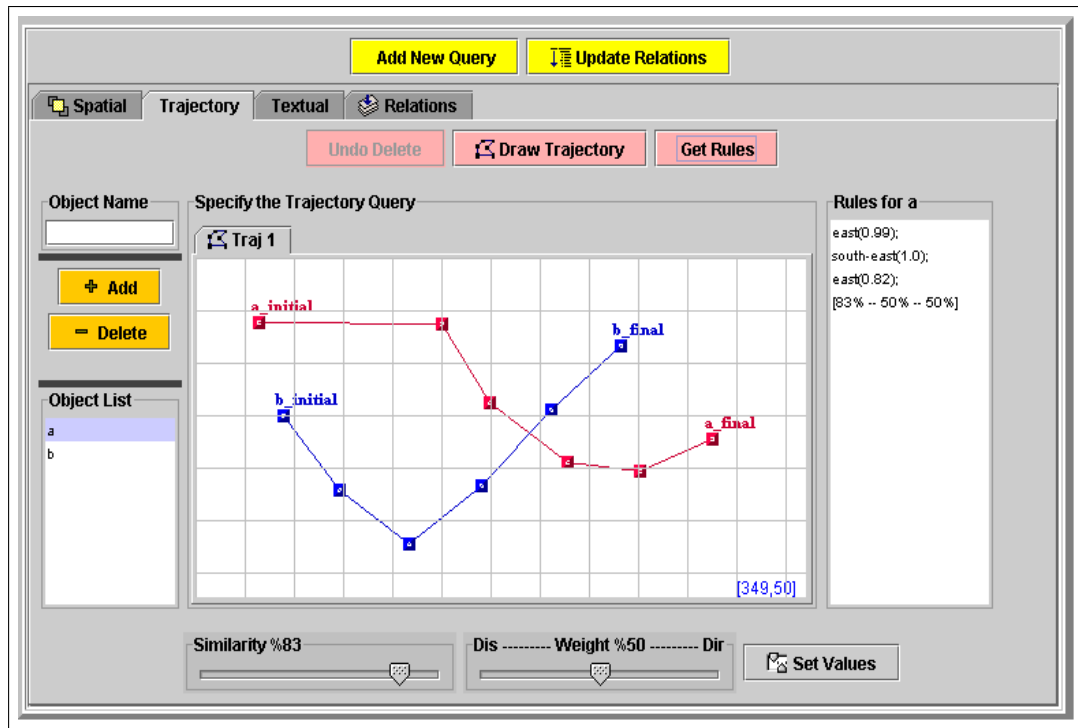 Add New Query
Update Relations
Spatial
Trajectory
Textual
Relations
Undo Delete
Draw Trajectory
Get Rules
Object Name
Add
Delete
Object List
a
b
Specify the Trajectory Query
Traj 1
a_initial
b_final
b_initial
a_final
[349,50]
Rules for a
east(0.99);
south-east(1.0);
east(0.82);
[83% -- 50% -- 50%]
Similarity %83
Dis --------- Weight %50 --------- Dir
Set Values